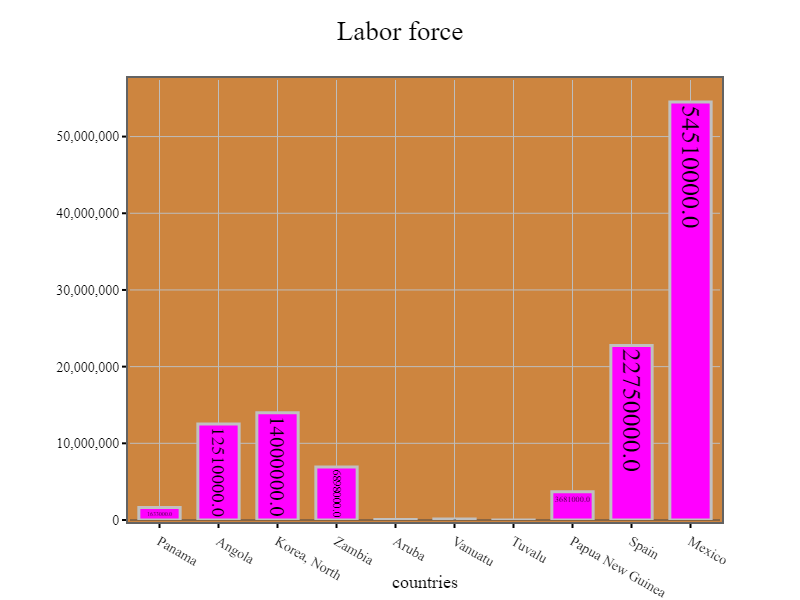 Labor force
50,000,000
40,000,000
30,000,000
20,000,000
10,000,000
0
12510000.0
14000000.0
6898000.0
3681000.0
22750000.0
54510000.0
Panama
Angola
Korea, North
Zambia
Aruba
Vanuatu
Tuvalu
Papua New Guinea
Spain
Mexico
countries